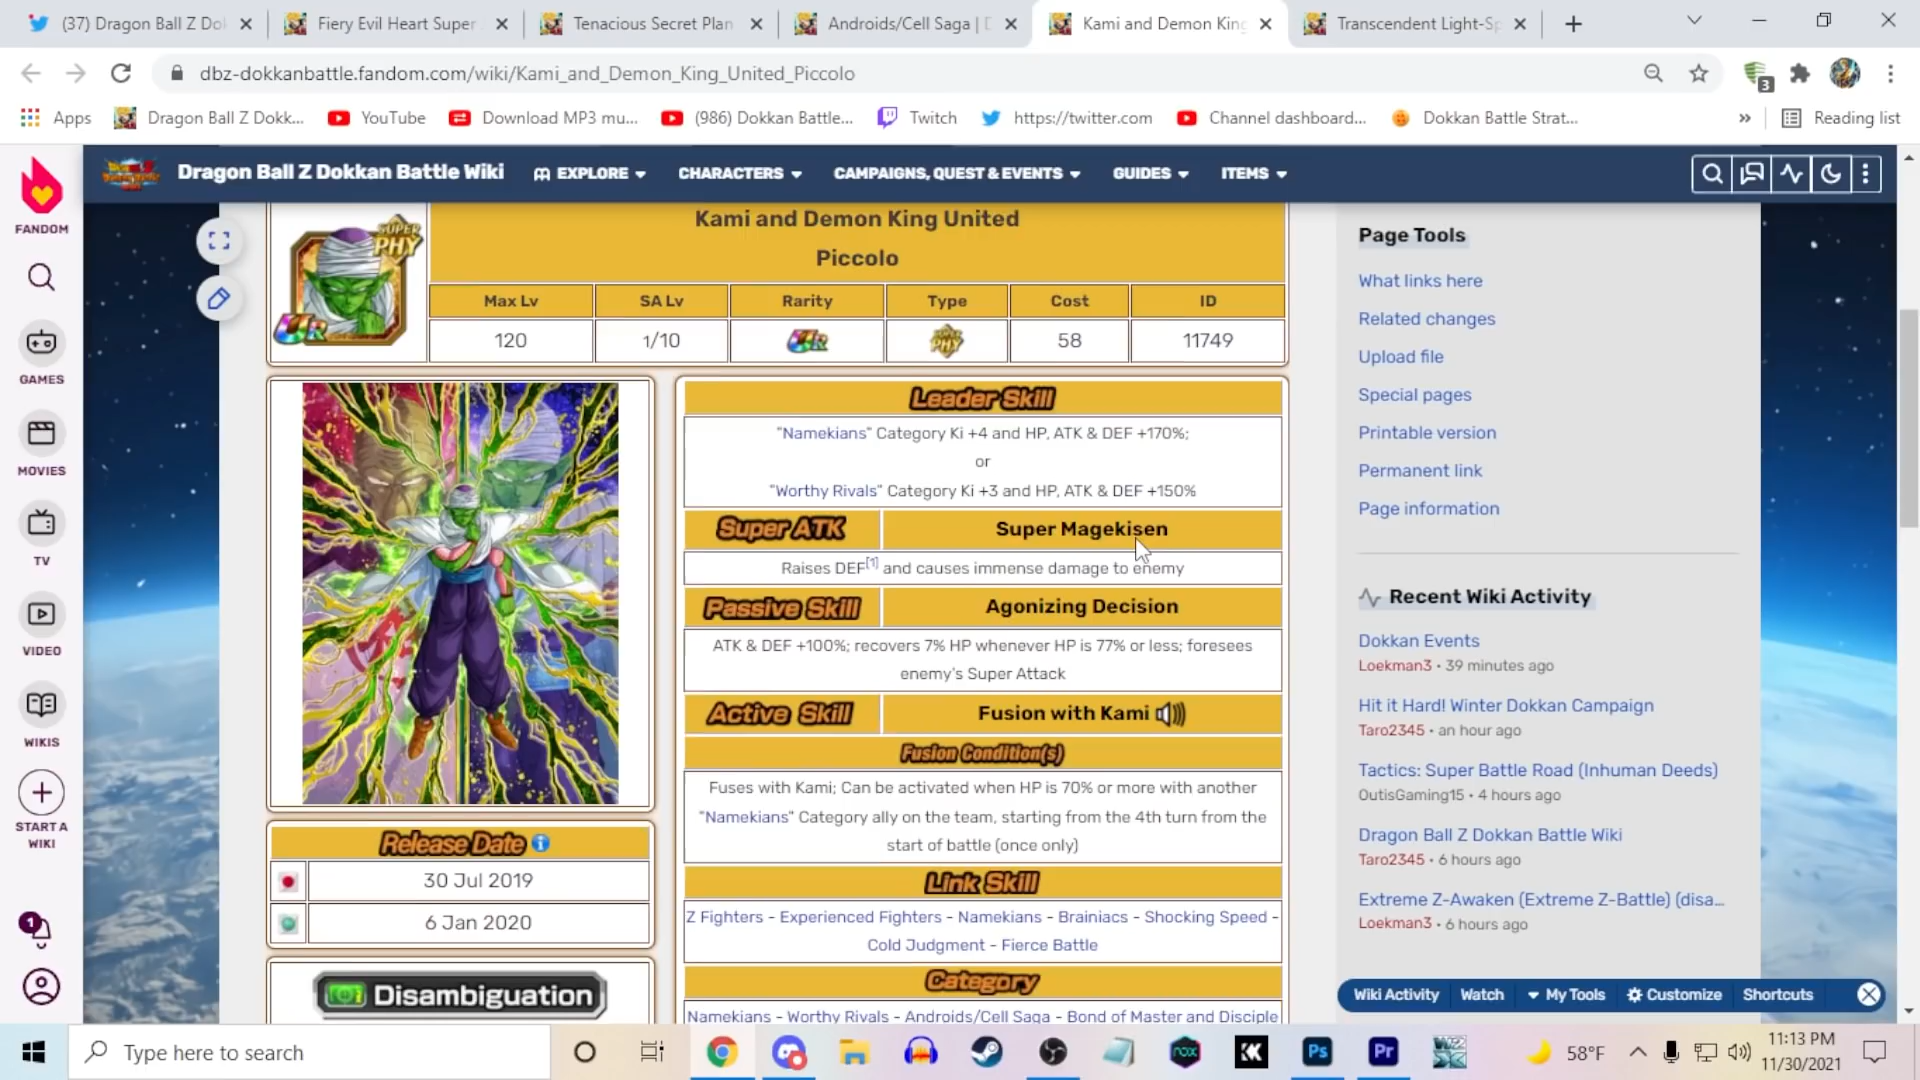 (37) Dragon Ball Z Do
Fiery Evil Heart Super
Tenacious Secret Plan
Androids/Cell Saga | D
Kami and Demon King
Transcendent Light-Sp
dbz-dokkanbattle.fandom.com/wiki/Kami_and_Demon_King_United_Piccolo
3
Apps
Dragon Ball Z Dokk...
YouTube
Download MP3 mu...
(986) Dokkan Battle...
Twitch
https://twitter.com
Channel dashboard...
Dokkan Battle Strat...
»
Reading list
FANDOM
GAMES
MOVIES
TV
VIDEO
WIKIS
START A
WIKI
1
Dragon Ball Z Dokkan Battle Wiki
EXPLORE
CHARACTERS
CAMPAIGNS, QUEST & EVENTS
GUIDES
ITEMS
SUPER
PHY
UR
Kami and Demon King United
Piccolo
Max Lv
SA Lv
Rarity
Type
Cost
ID
120
1/10
UR
SUPER PHY
58
11749
Leader Skill
"Namekians" Category Ki +4 and HP, ATK & DEF +170%;
or
"Worthy Rivals" Category Ki +3 and HP, ATK & DEF +150%
Super ATK
Super Magekisen
Raises DEF[1] and causes immense damage to enemy
Passive Skill
Agonizing Decision
ATK & DEF +100%; recovers 7% HP whenever HP is 77% or less; foresees
enemy's Super Attack
Active Skill
Fusion with Kami
Fusion Condition(s)
Fuses with Kami; Can be activated when HP is 70% or more with another
"Namekians" Category ally on the team, starting from the 4th turn from the
start of battle (once only)
Link Skill
Z Fighters - Experienced Fighters - Namekians - Brainiacs - Shocking Speed -
Cold Judgment - Fierce Battle
Category
Namekians - Worthy Rivals - Androids/Cell Saga - Bond of Master and Disciple
Release Date
30 Jul 2019
6 Jan 2020
Disambiguation
Page Tools
What links here
Related changes
Upload file
Special pages
Printable version
Permanent link
Page information
Recent Wiki Activity
Dokkan Events
Loekman3 • 39 minutes ago
Hit it Hard! Winter Dokkan Campaign
Taro2345 • an hour ago
Tactics: Super Battle Road (Inhuman Deeds)
OutisGaming15 • 4 hours ago
Dragon Ball Z Dokkan Battle Wiki
Taro2345 • 6 hours ago
Extreme Z-Awaken (Extreme Z-Battle) (disa...
Loekman3 • 6 hours ago
Wiki Activity
Watch
My Tools
Customize
Shortcuts
Type here to search
nox
Ps
Pr
58°F
11:13 PM
11/30/2021